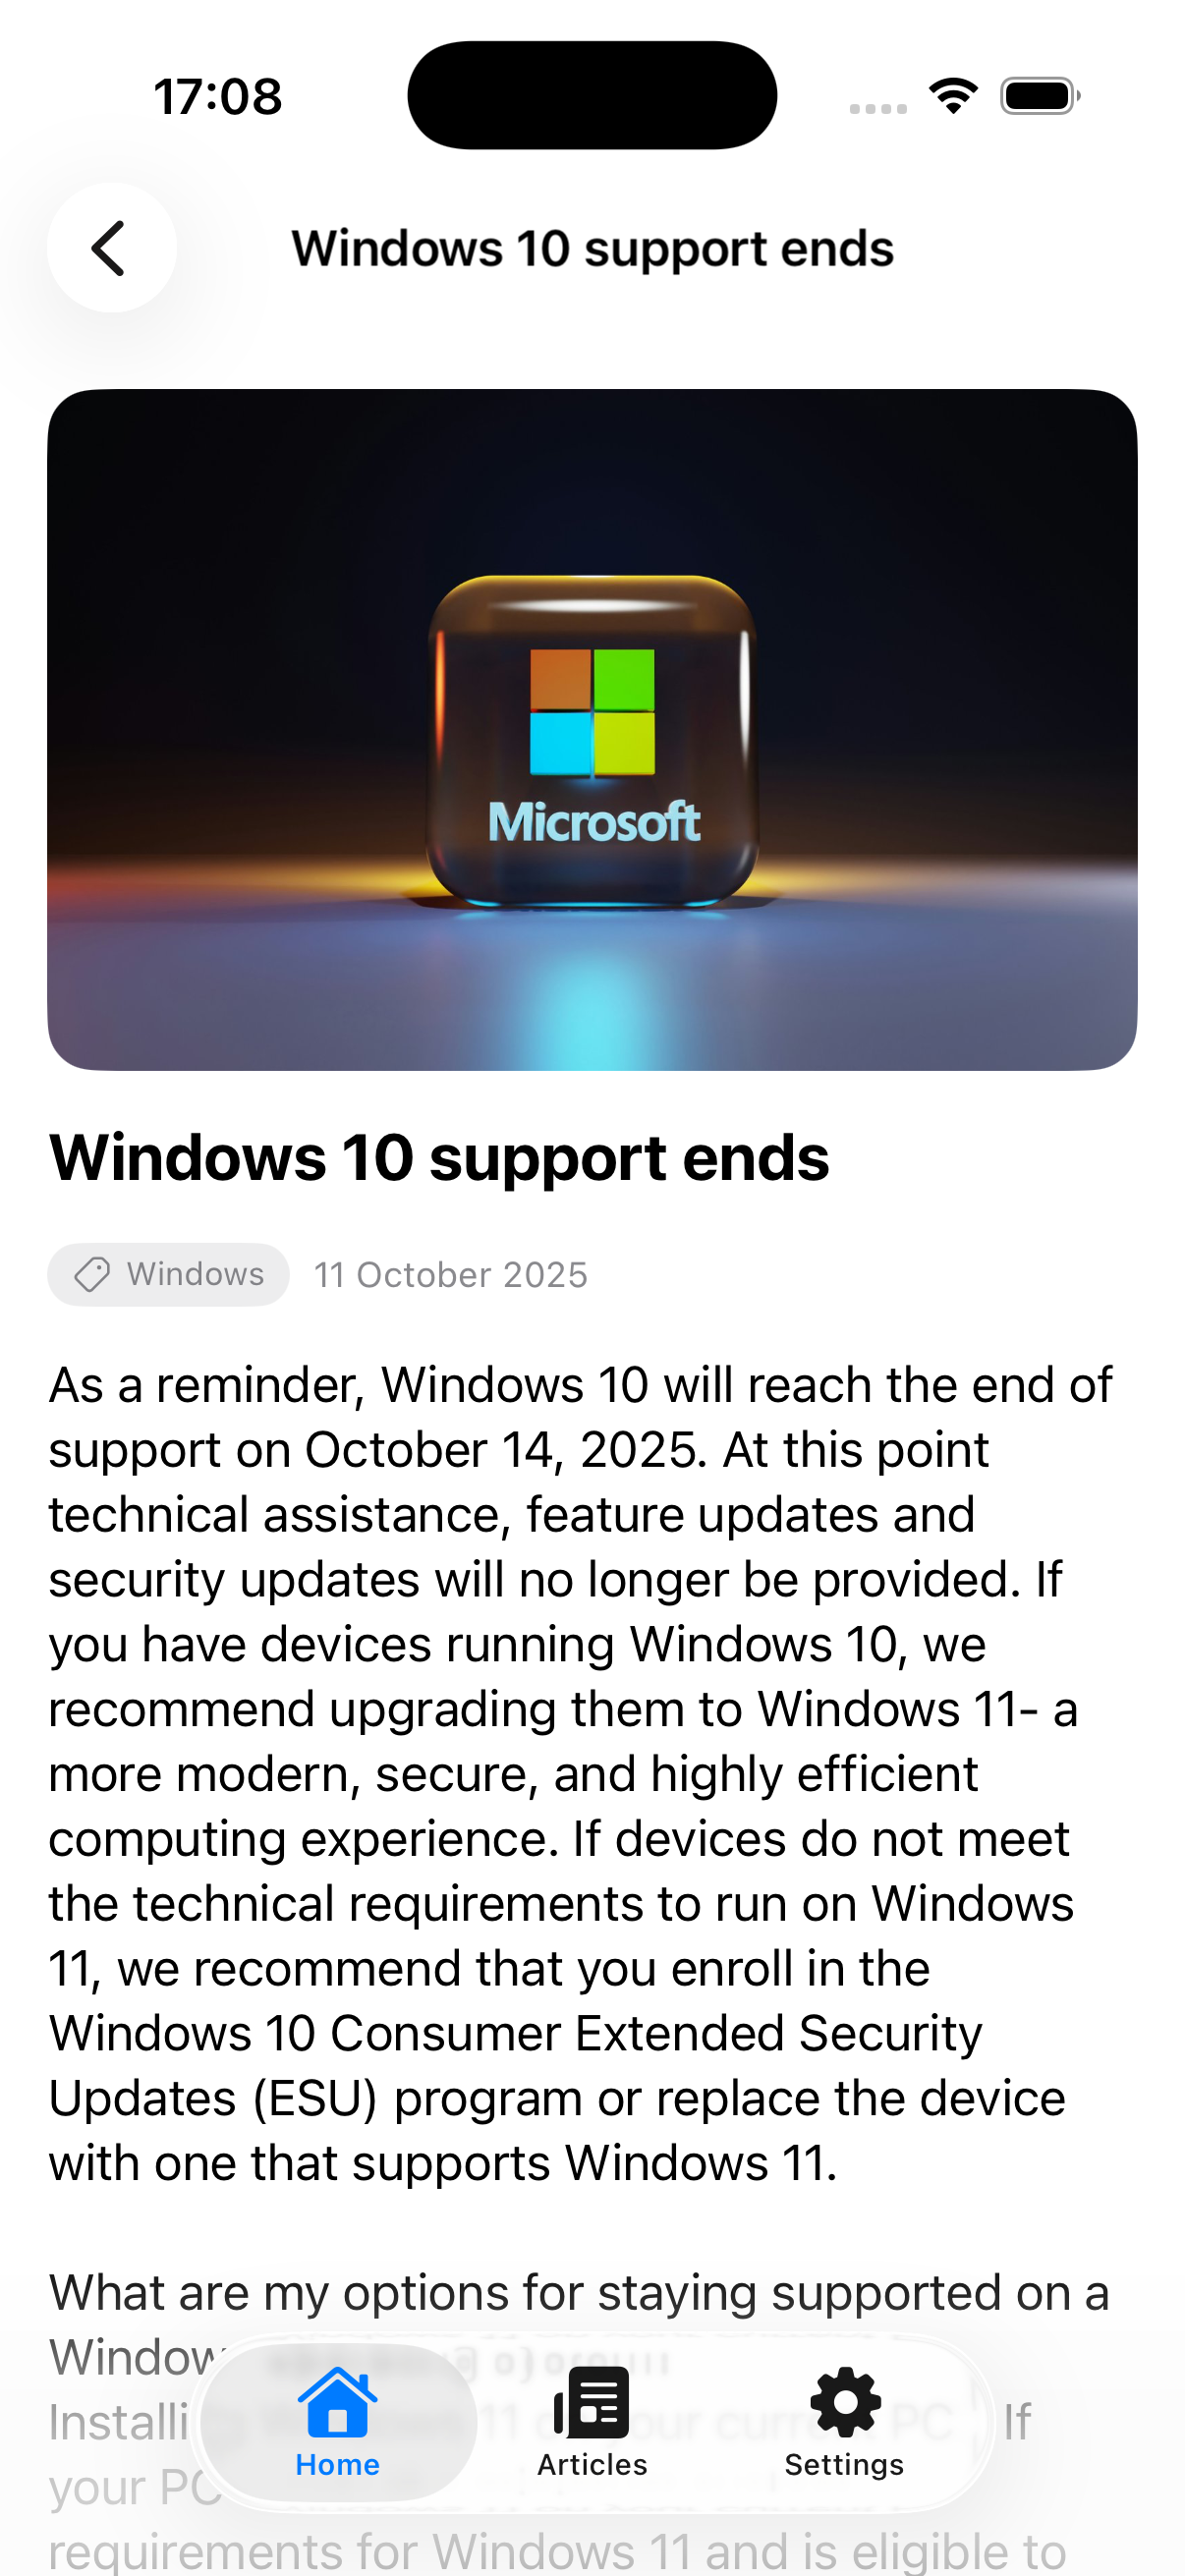 17:08
Windows 10 support ends
Microsoft
Windows 10 support ends
Windows
11 October 2025
As a reminder, Windows 10 will reach the end of
support on October 14, 2025. At this point
technical assistance, feature updates and
security updates will no longer be provided. If
you have devices running Windows 10, we
recommend upgrading them to Windows 11- a
more modern, secure, and highly efficient
computing experience. If devices do not meet
the technical requirements to run on Windows
11, we recommend that you enroll in the
Windows 10 Consumer Extended Security
Updates (ESU) program or replace the device
with one that supports Windows 11.
What are my options for staying supported on a
Window
Installi 11 your curr PC If
your PC
requirements for Windows 11 and is eligible to
Home
Articles
Settings